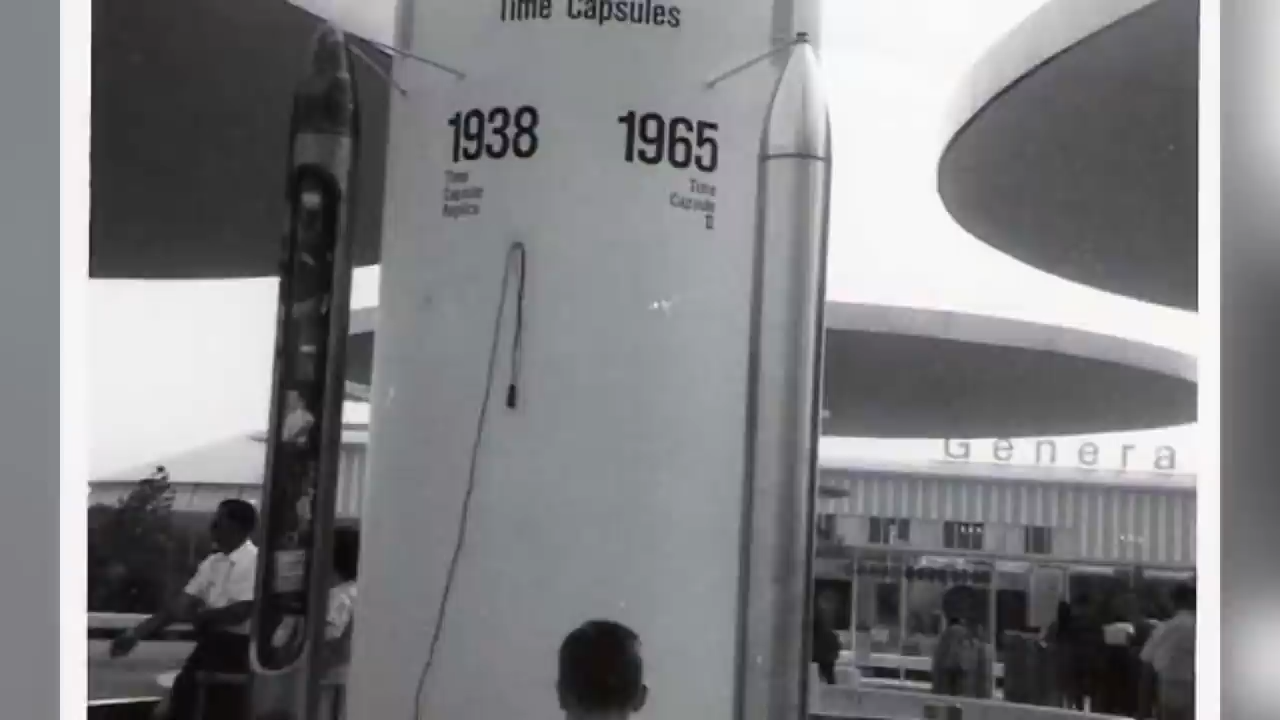 Time Capsules
1938
Time
Capsule
Replica
1965
Time
Capsule
II
Genera